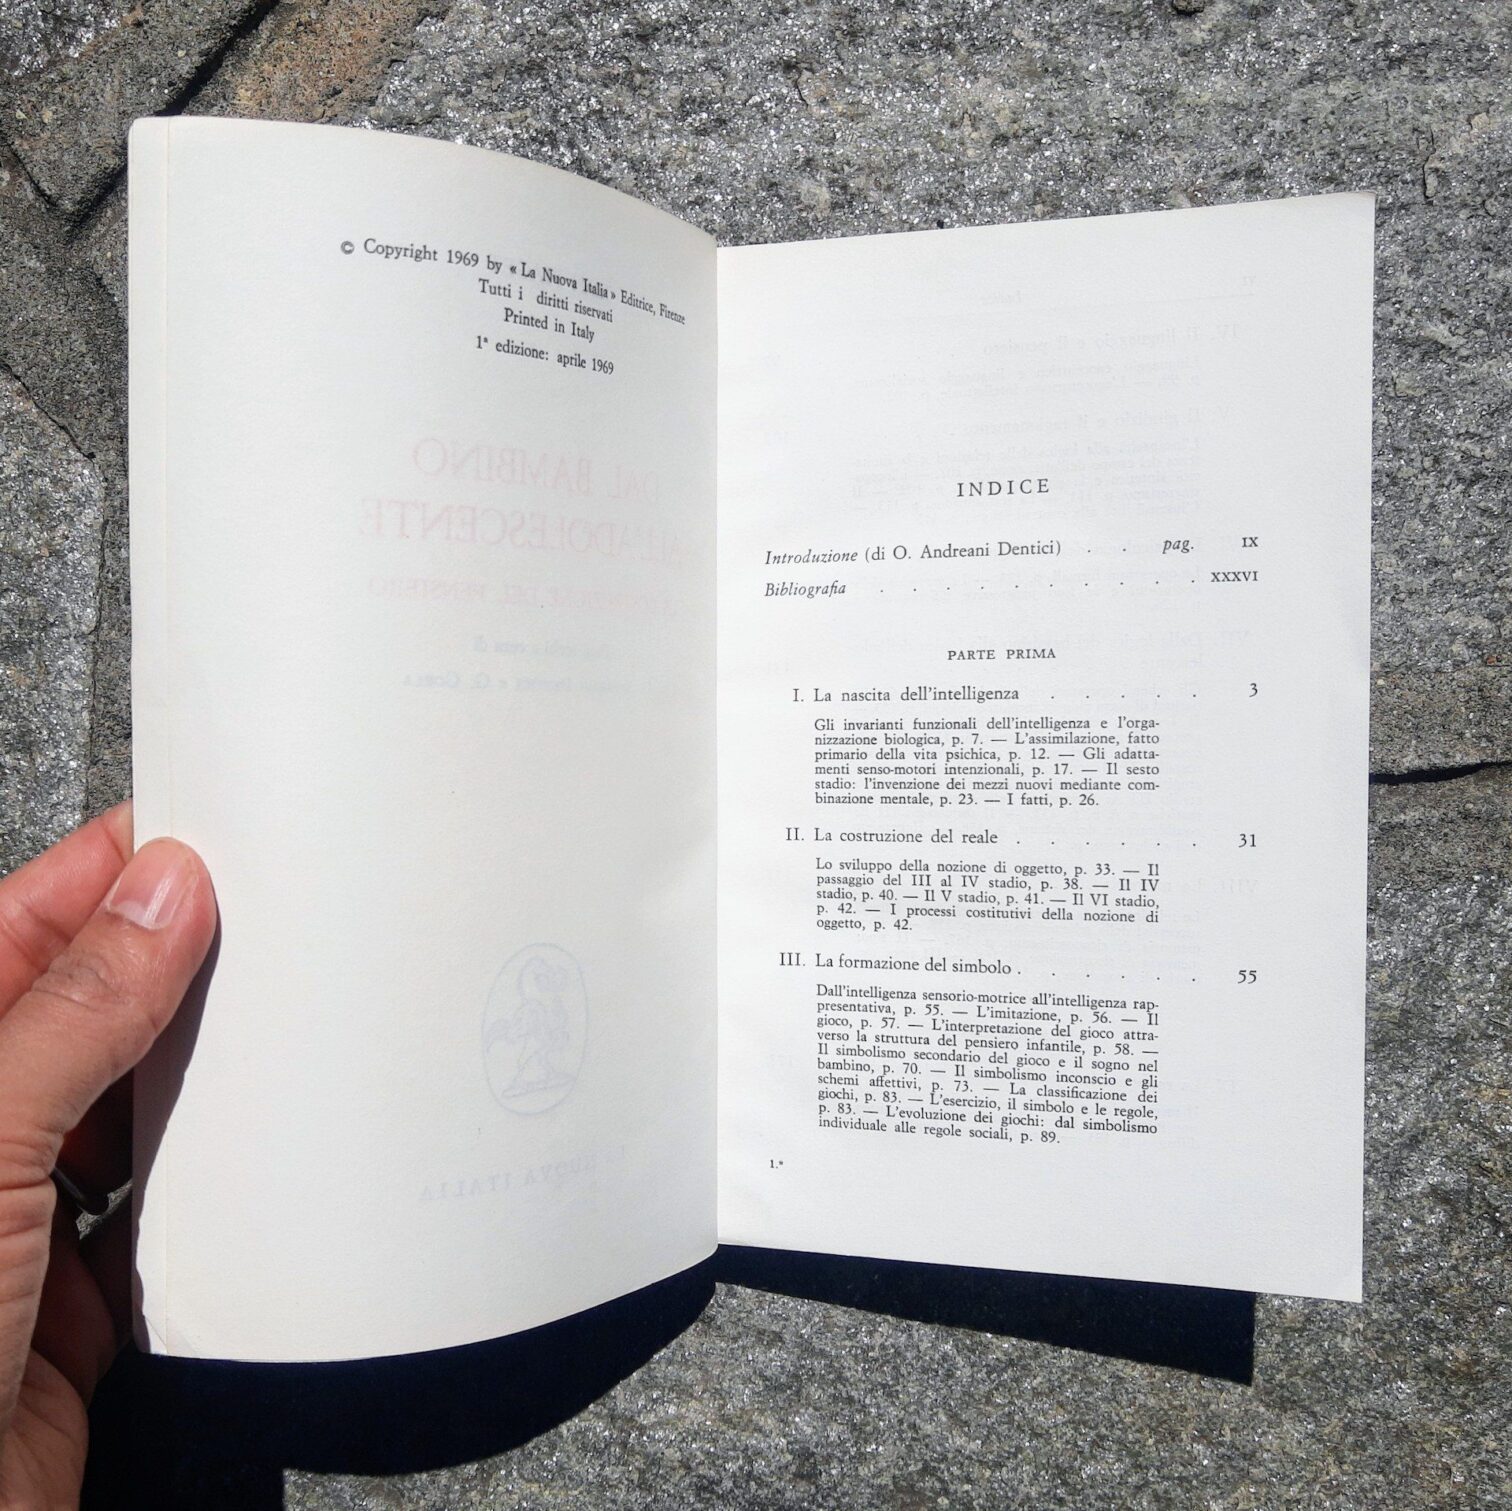 © Copyright 1969 by « La Nuova Italia » Editrice, Firenze
Tutti i diritti riservati
Printed in Italy
1ª edizione: aprile 1969
DAL BAMBINO
ALL'ADOLESCENTE
LA NUOVA ITALIA
INDICE
Introduzione (di O. Andreani Dentici) . . pag. IX
Bibliografia . . . . . . . . . . XXXVI
PARTE PRIMA
I. La nascita dell'intelligenza . . . . . 3
Gli invarianti funzionali dell'intelligenza e l'orga-
nizzazione biologica, p. 7. — L'assimilazione, fatto
primario della vita psichica, p. 12. — Gli adatta-
menti senso-motori intenzionali, p. 17. — Il sesto
stadio: l'invenzione dei mezzi nuovi mediante com-
binazione mentale, p. 23. — I fatti, p. 26.
II. La costruzione del reale . . . . . . 31
Lo sviluppo della nozione di oggetto, p. 33. — Il
passaggio del III al IV stadio, p. 38. — Il IV
stadio, p. 40. — Il V stadio, p. 41. — Il VI stadio,
p. 42. — I processi costitutivi della nozione di
oggetto, p. 42.
III. La formazione del simbolo . . . . . . 55
Dall'intelligenza sensorio-motrice all'intelligenza rap-
presentativa, p. 55. — L'imitazione, p. 56. — Il
gioco, p. 57. — L'interpretazione del gioco attra-
verso la struttura del pensiero infantile, p. 58. —
Il simbolismo secondario del gioco e il sogno nel
bambino, p. 70. — Il simbolismo inconscio e gli
schemi affettivi, p. 73. — La classificazione dei
giochi, p. 83. — L'esercizio, il simbolo e le regole,
p. 83. — L'evoluzione dei giochi: dal simbolismo
individuale alle regole sociali, p. 89.
1.*